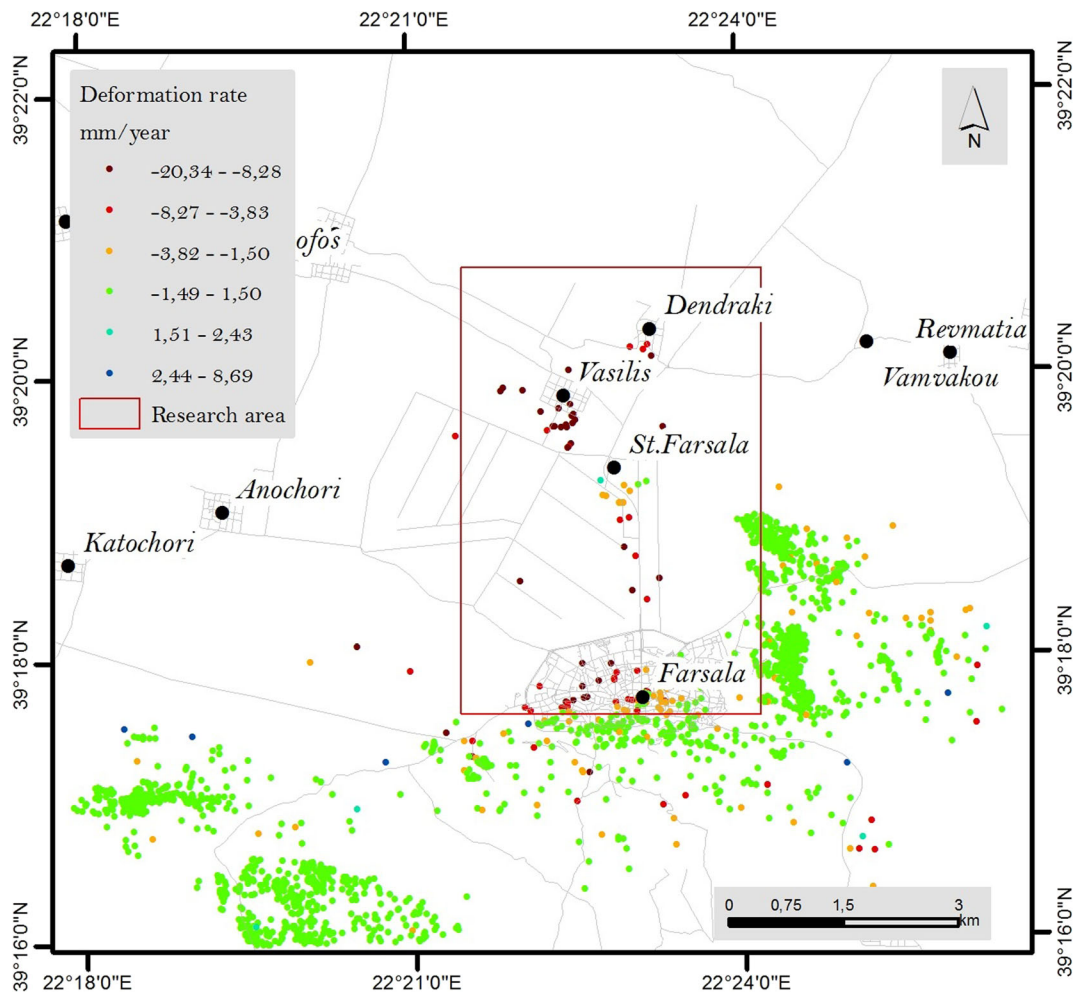 22°18'0"E 22°21'0"E 22°24'0"E
39°22'0"N
39°22'0"N
Deformation rate
mm/year
-20,34 - -8,28
-8,27 - -3,83
-3,82 - -1,50
-1,49 - 1,50
1,51 - 2,43
2,44 - 8,69
Research area
N
ofós
Dendraki
Revmatia
Vamvakou
Vasilis
39°20'0"N
39°20'0"N
St.Farsala
Anochori
Katochori
39°18'0"N
39°18'0"N
Farsala
0 0,75 1,5 3
km
39°16'0"N
39°16'0"N
22°18'0"E 22°21'0"E 22°24'0"E